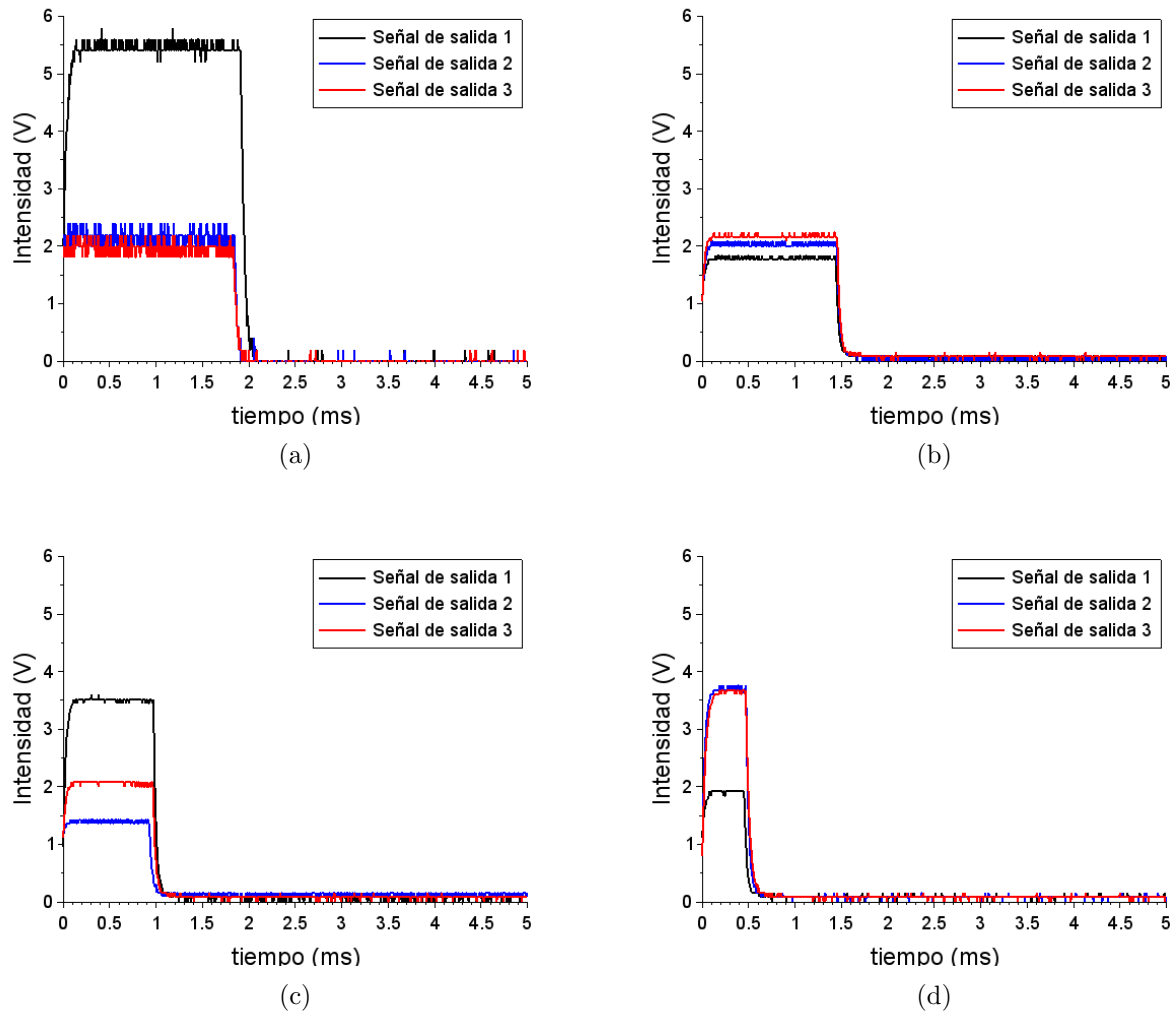 6
5
4
3
2
1
0
Intensidad (V)
Señal de salida 1
Señal de salida 2
Señal de salida 3
0 0.5 1 1.5 2 2.5 3 3.5 4 4.5 5
tiempo (ms)
(a)
6
5
4
3
2
1
0
Intensidad (V)
Señal de salida 1
Señal de salida 2
Señal de salida 3
0 0.5 1 1.5 2 2.5 3 3.5 4 4.5 5
tiempo (ms)
(b)
6
5
4
3
2
1
0
Intensidad (V)
Señal de salida 1
Señal de salida 2
Señal de salida 3
0 0.5 1 1.5 2 2.5 3 3.5 4 4.5 5
tiempo (ms)
(c)
6
5
4
3
2
1
0
Intensidad (V)
Señal de salida 1
Señal de salida 2
Señal de salida 3
0 0.5 1 1.5 2 2.5 3 3.5 4 4.5 5
tiempo (ms)
(d)